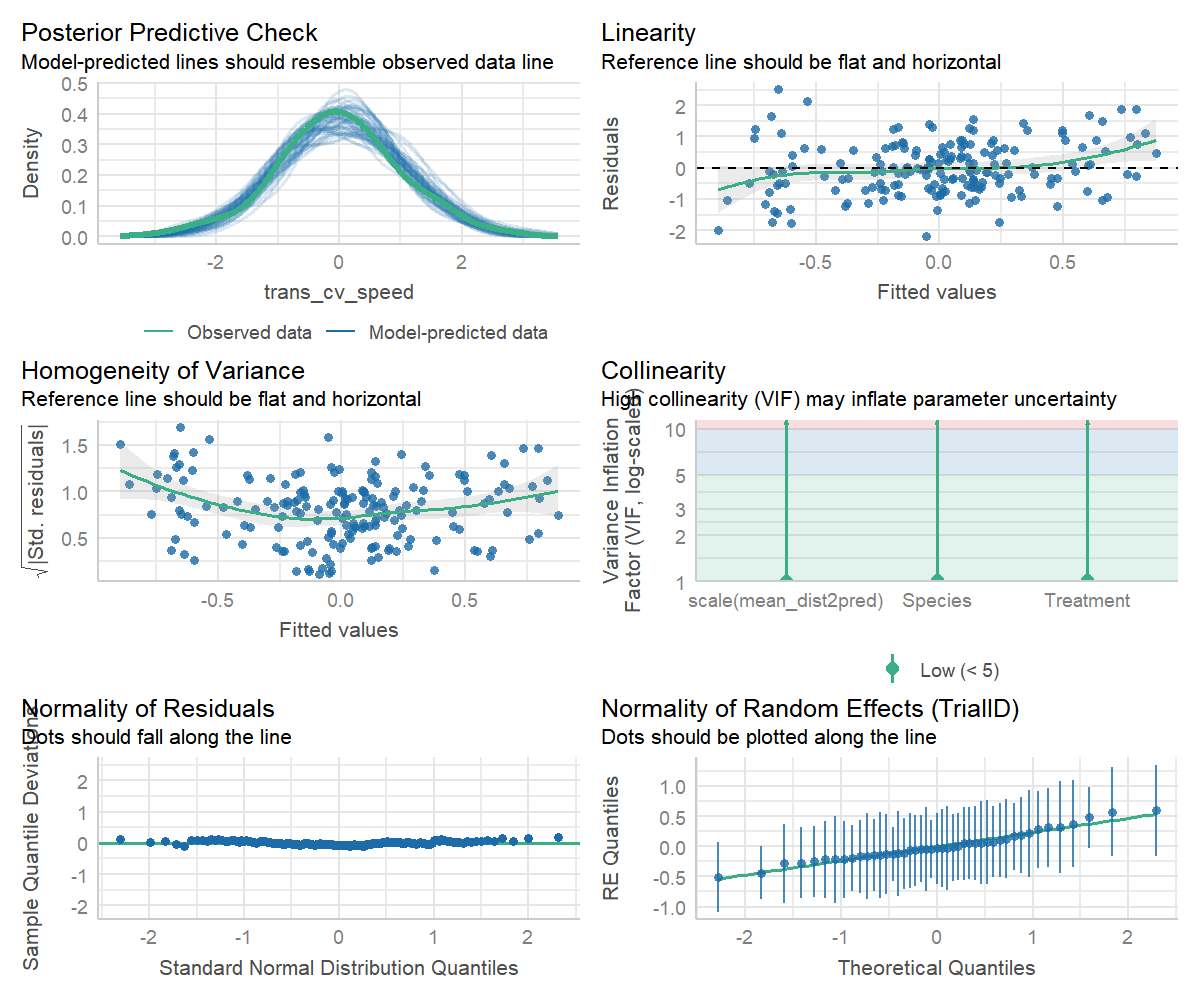 Posterior Predictive Check
Model-predicted lines should resemble observed data line
Density
0.5
0.4
0.3
0.2
0.1
0.0
-2
0
2
trans_cv_speed
Observed data
Model-predicted data
Linearity
Reference line should be flat and horizontal
Residuals
2
1
0
-1
-2
-0.5
0.0
0.5
Fitted values
Homogeneity of Variance
Reference line should be flat and horizontal
√|Std. residuals|
1.5
1.0
0.5
-0.5
0.0
0.5
Fitted values
Collinearity
High collinearity (VIF) may inflate parameter uncertainty
Variance Inflation
Factor (VIF, log-scaled)
10
5
3
2
1
scale(mean_dist2pred)
Species
Treatment
Low (< 5)
Normality of Residuals
Dots should fall along the line
Sample Quantile Deviations
2
1
0
-1
-2
-2
-1
0
1
2
Standard Normal Distribution Quantiles
Normality of Random Effects (TrialID)
Dots should be plotted along the line
RE Quantiles
1.0
0.5
0.0
-0.5
-1.0
-2
-1
0
1
2
Theoretical Quantiles